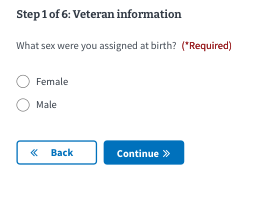 Step 1 of 6: Veteran information
What sex were you assigned at birth? (*Required)
Female
Male
« Back
Continue »